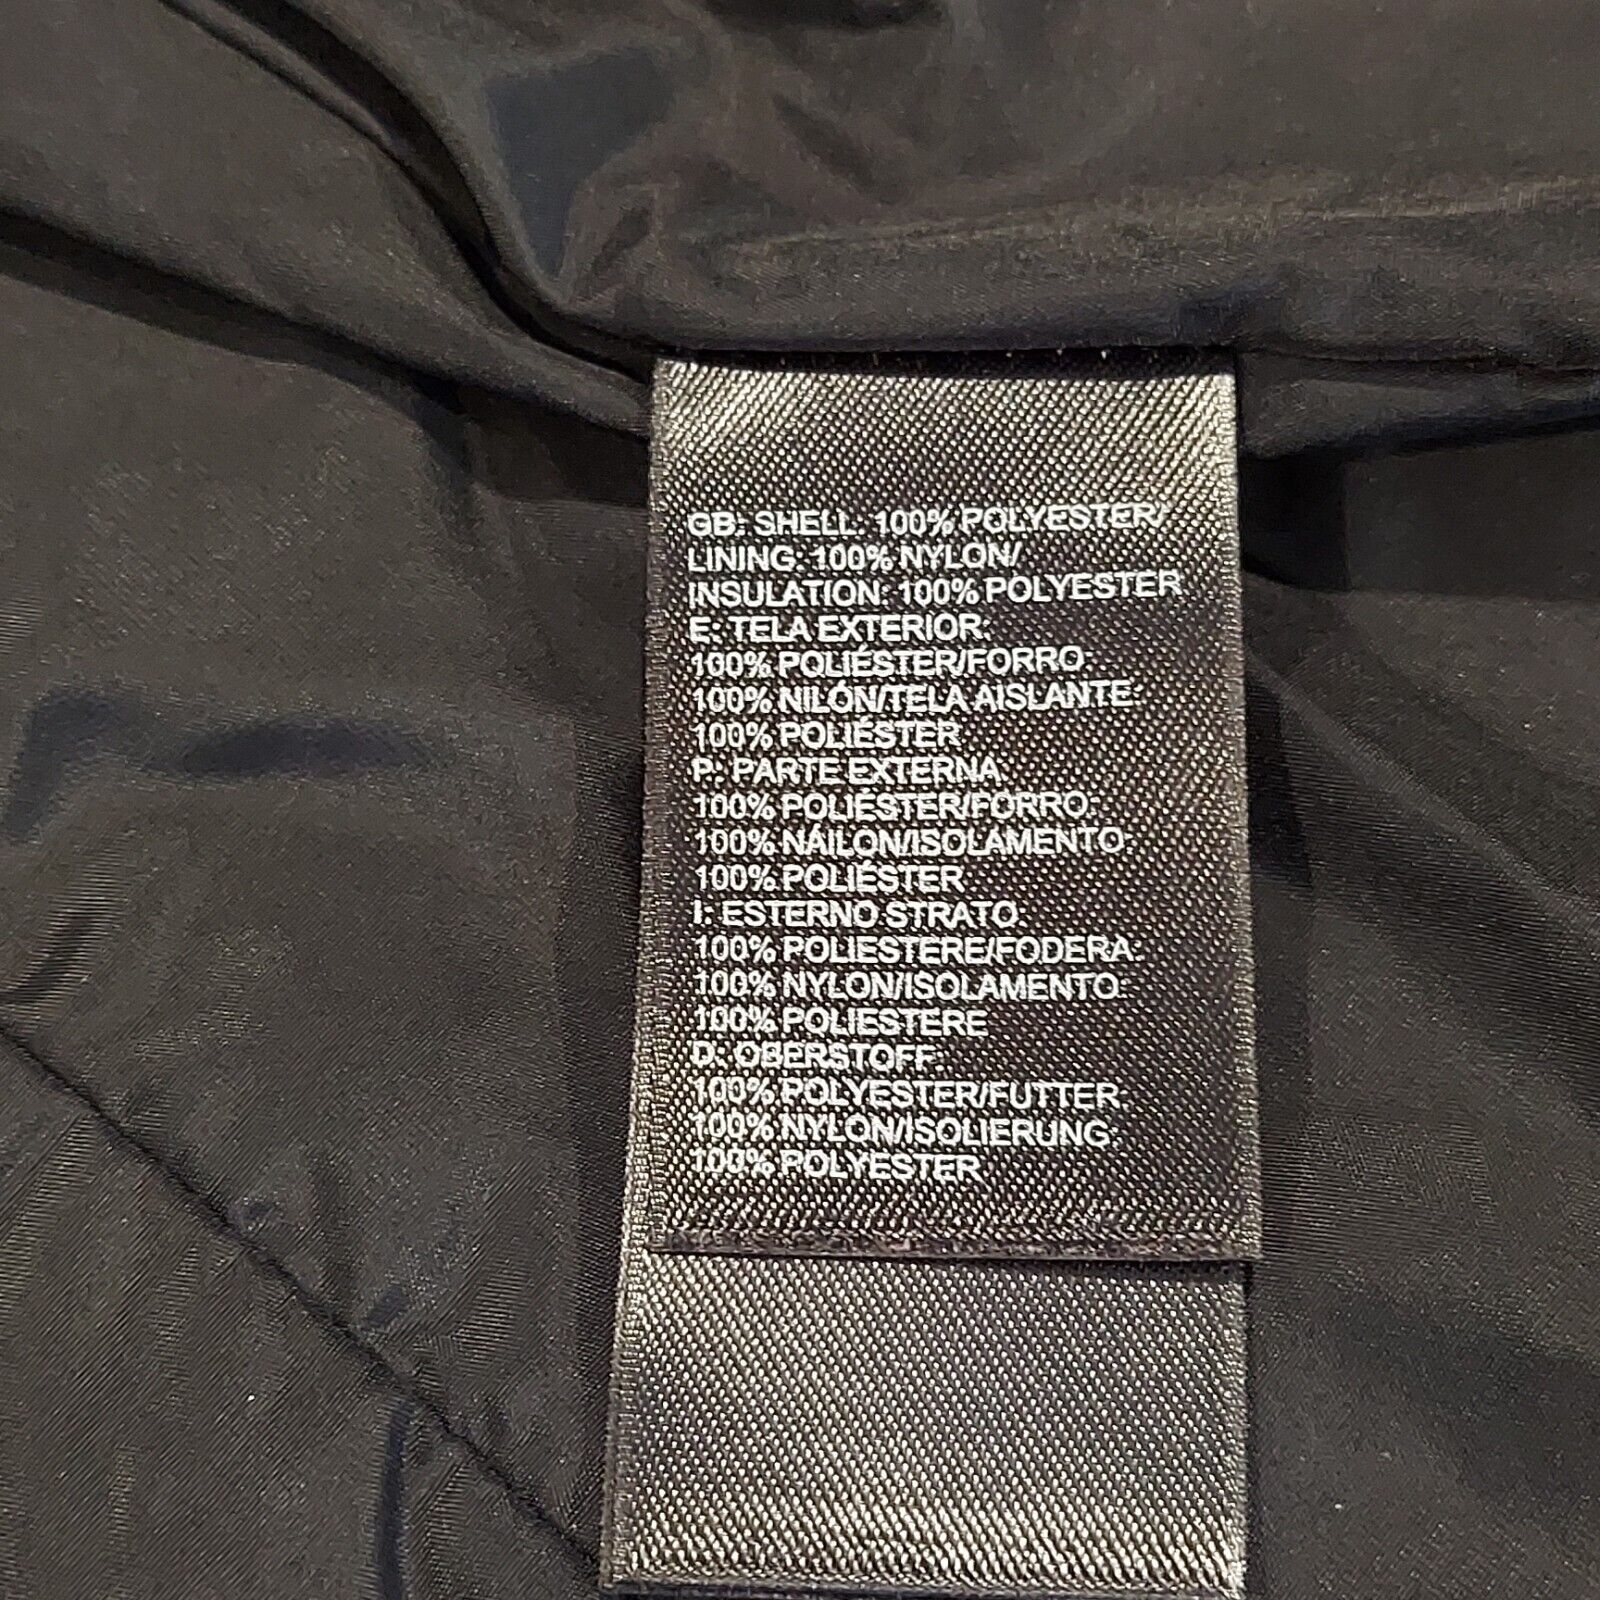 GB: SHELL: 100% POLYESTER/
LINING: 100% NYLON/
INSULATION: 100% POLYESTER
E: TELA EXTERIOR:
100% POLIÉSTER/FORRO
100% NILÓN/TELA AISLANTE:
100% POLIÉSTER
P: PARTE EXTERNA:
100% POLIÉSTER/FORRO:
100% NÁILON/ISOLAMENTO:
100% POLIÉSTER
I: ESTERNO STRATO:
100% POLIESTERE/FODERA:
100% NYLON/ISOLAMENTO:
100% POLIESTERE
D: OBERSTOFF:
100% POLYESTER/FUTTER:
100% NYLON/ISOLIERUNG:
100% POLYESTER